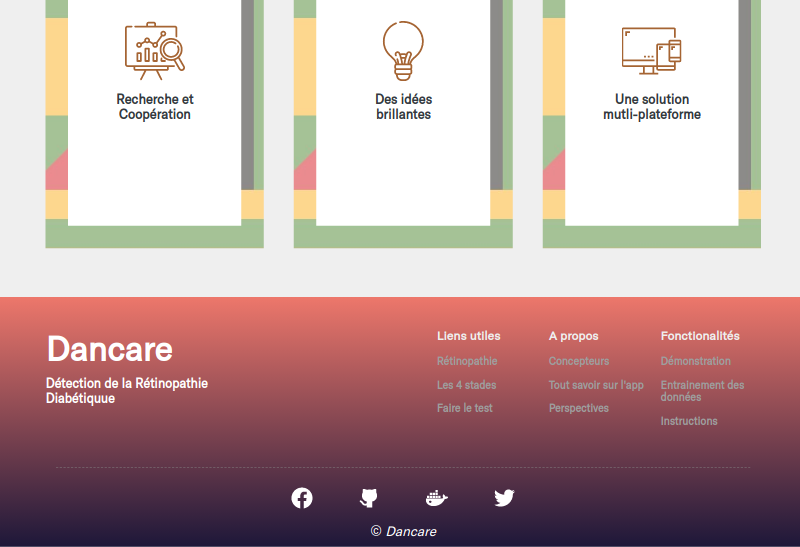 Recherche et
Coopération
Des idées
brillantes
Une solution
mutli-plateforme
Dancare
Détection de la Rétinopathie
Diabétiquue
Liens utiles
Rétinopathie
Les 4 stades
Faire le test
A propos
Concepteurs
Tout savoir sur l'app
Perspectives
Fonctionalités
Démonstration
Entrainement des
données
Instructions
© Dancare